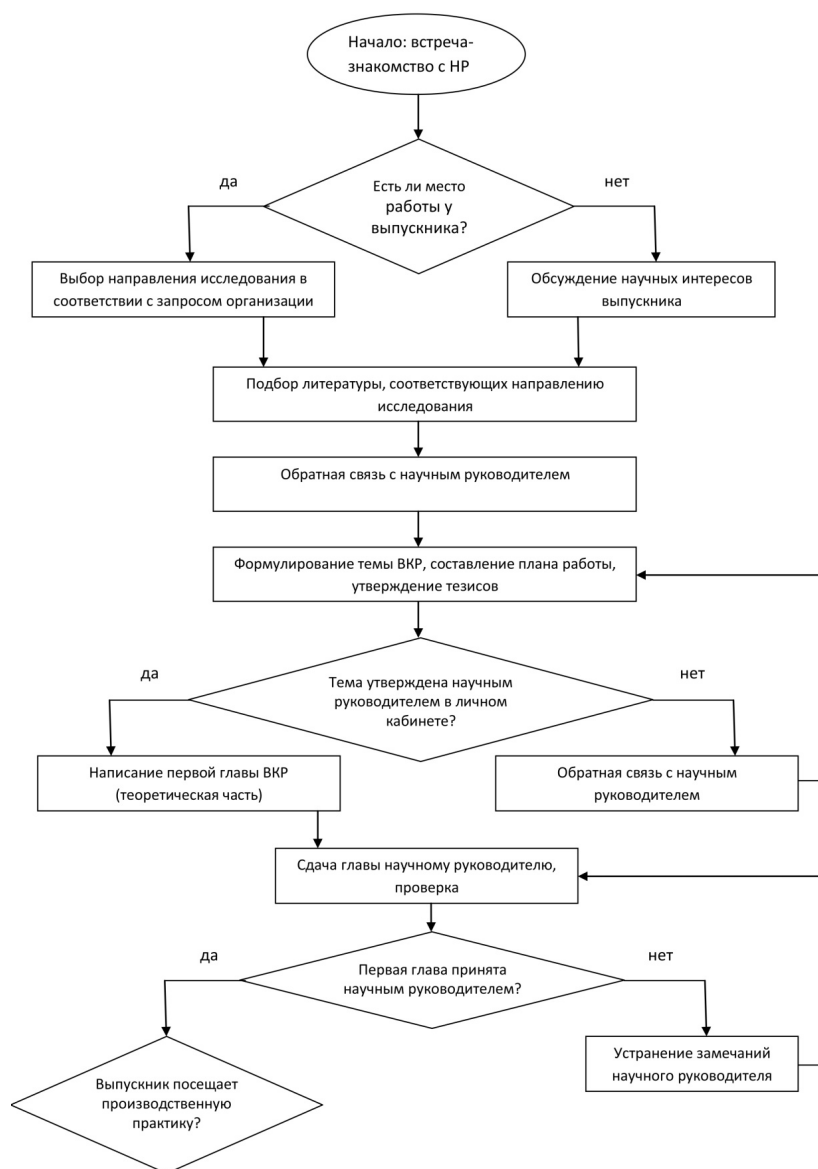 Начало: встреча-
знакомство с НР
Есть ли место
работы у
выпускника?
да
нет
Выбор направления исследования в
соответствии с запросом организации
Обсуждение научных интересов
выпускника
Подбор литературы, соответствующих направлению
исследования
Обратная связь с научным руководителем
Формулирование темы ВКР, составление плана работы,
утверждение тезисов
Тема утверждена научным
руководителем в личном
кабинете?
да
нет
Написание первой главы ВКР
(теоретическая часть)
Обратная связь с научным
руководителем
Сдача главы научному руководителю,
проверка
Первая глава принята
научным руководителем?
да
нет
Выпускник посещает
производственную
практику?
Устранение замечаний
научного руководителя